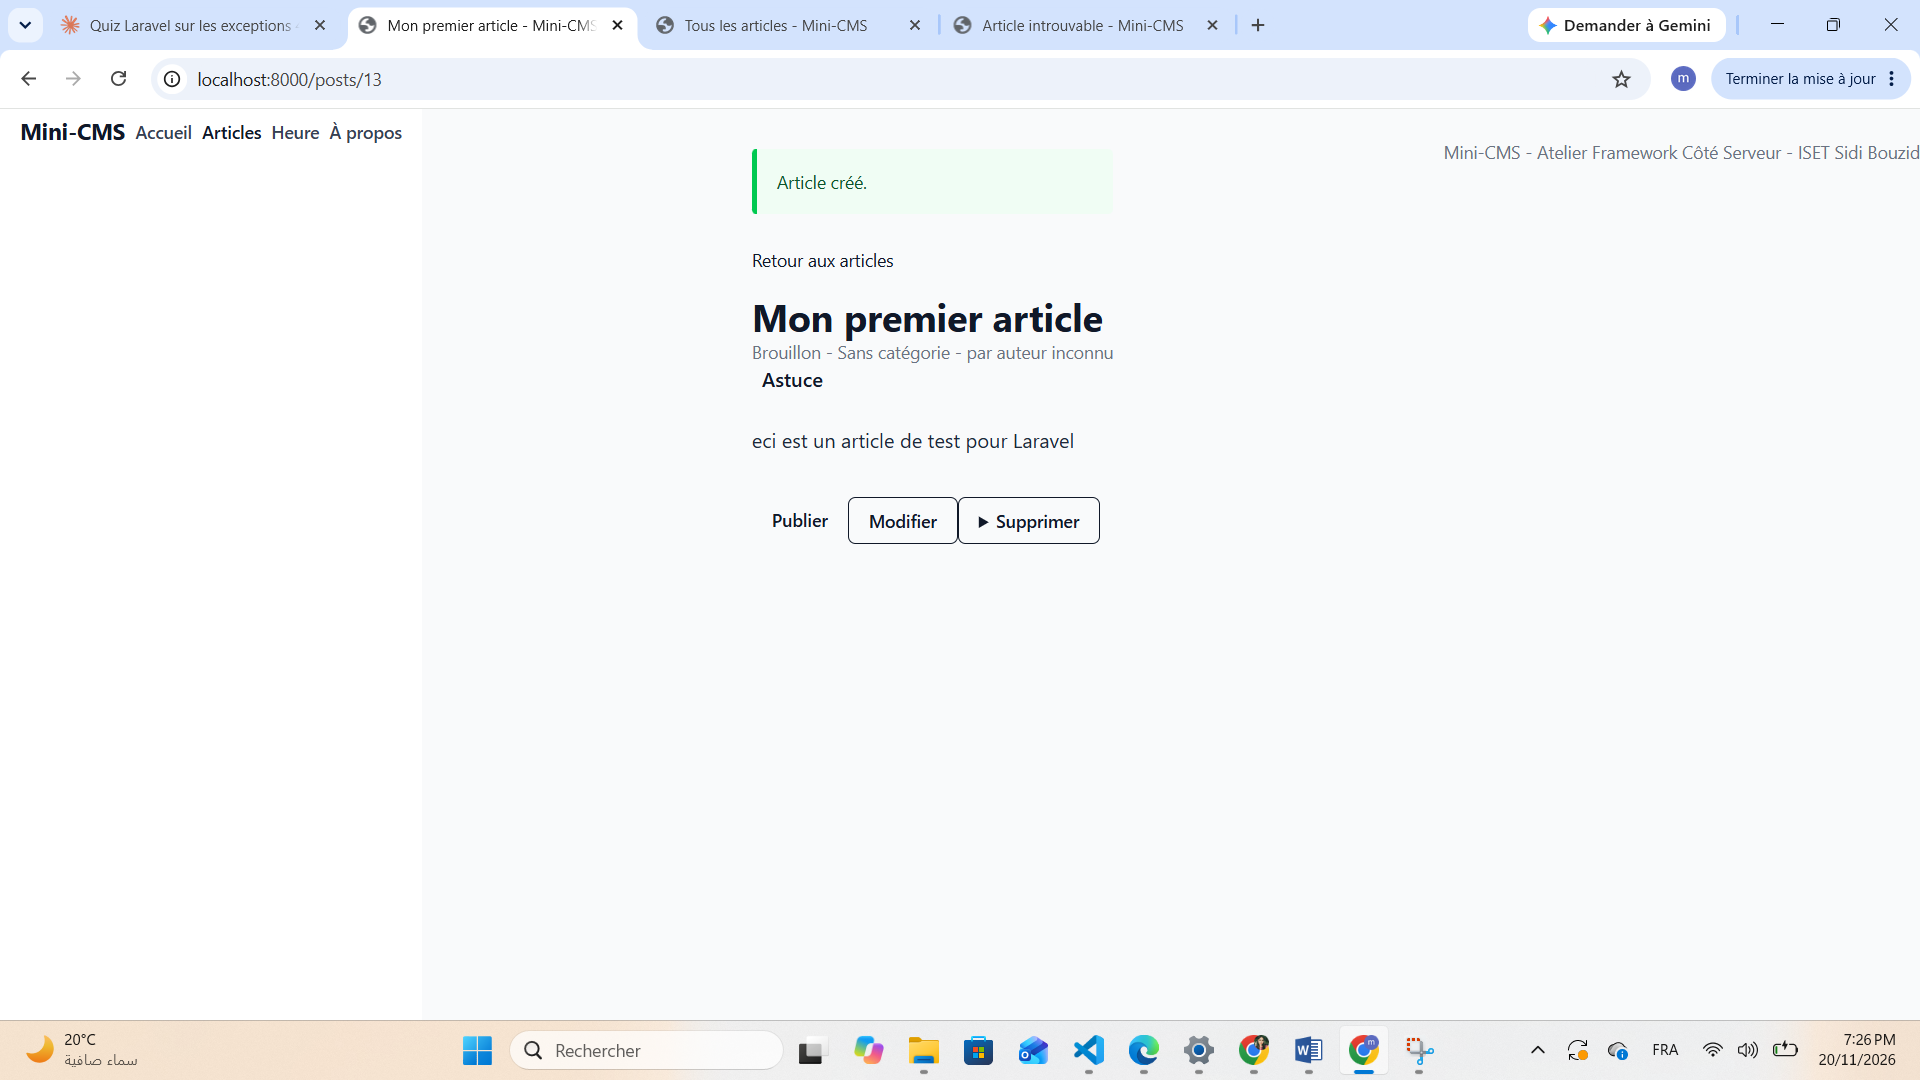 Quiz Laravel sur les exceptions
Mon premier article - Mini-CMS
Tous les articles - Mini-CMS
Article introuvable - Mini-CMS
Demander à Gemini
localhost:8000/posts/13
m
Terminer la mise à jour
Mini-CMS Accueil Articles Heure À propos
Article créé.
Mini-CMS - Atelier Framework Côté Serveur - ISET Sidi Bouzid
Retour aux articles
Mon premier article
Brouillon - Sans catégorie - par auteur inconnu
Astuce
eci est un article de test pour Laravel
Publier Modifier Supprimer
20°C
سماء صافية
Rechercher
FRA
7:26 PM
20/11/2026